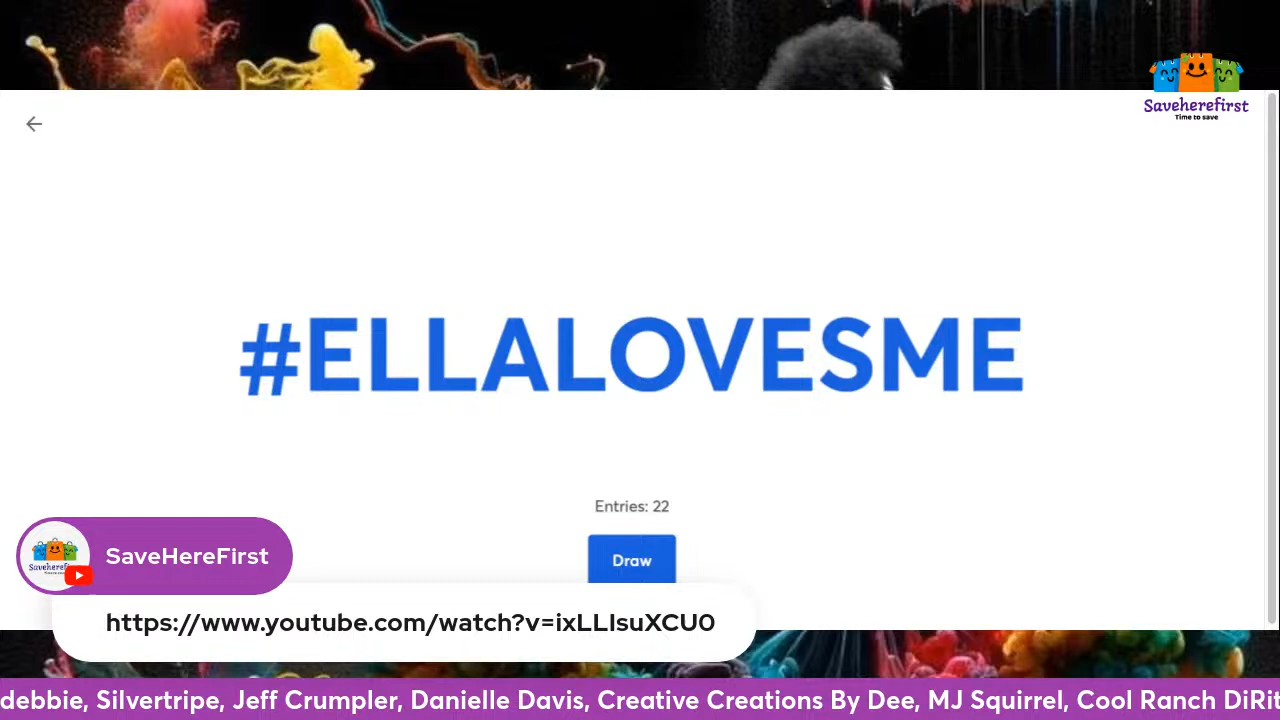 Saveherefirst
Time to save
#ELLALOVESME
Entries: 22
Draw
SaveHereFirst
https://www.youtube.com/watch?v=ixLLIsuXCU0
debbie, Silvertripe, Jeff Crumpler, Danielle Davis, Creative Creations By Dee, MJ Squirrel, Cool Ranch DiRit